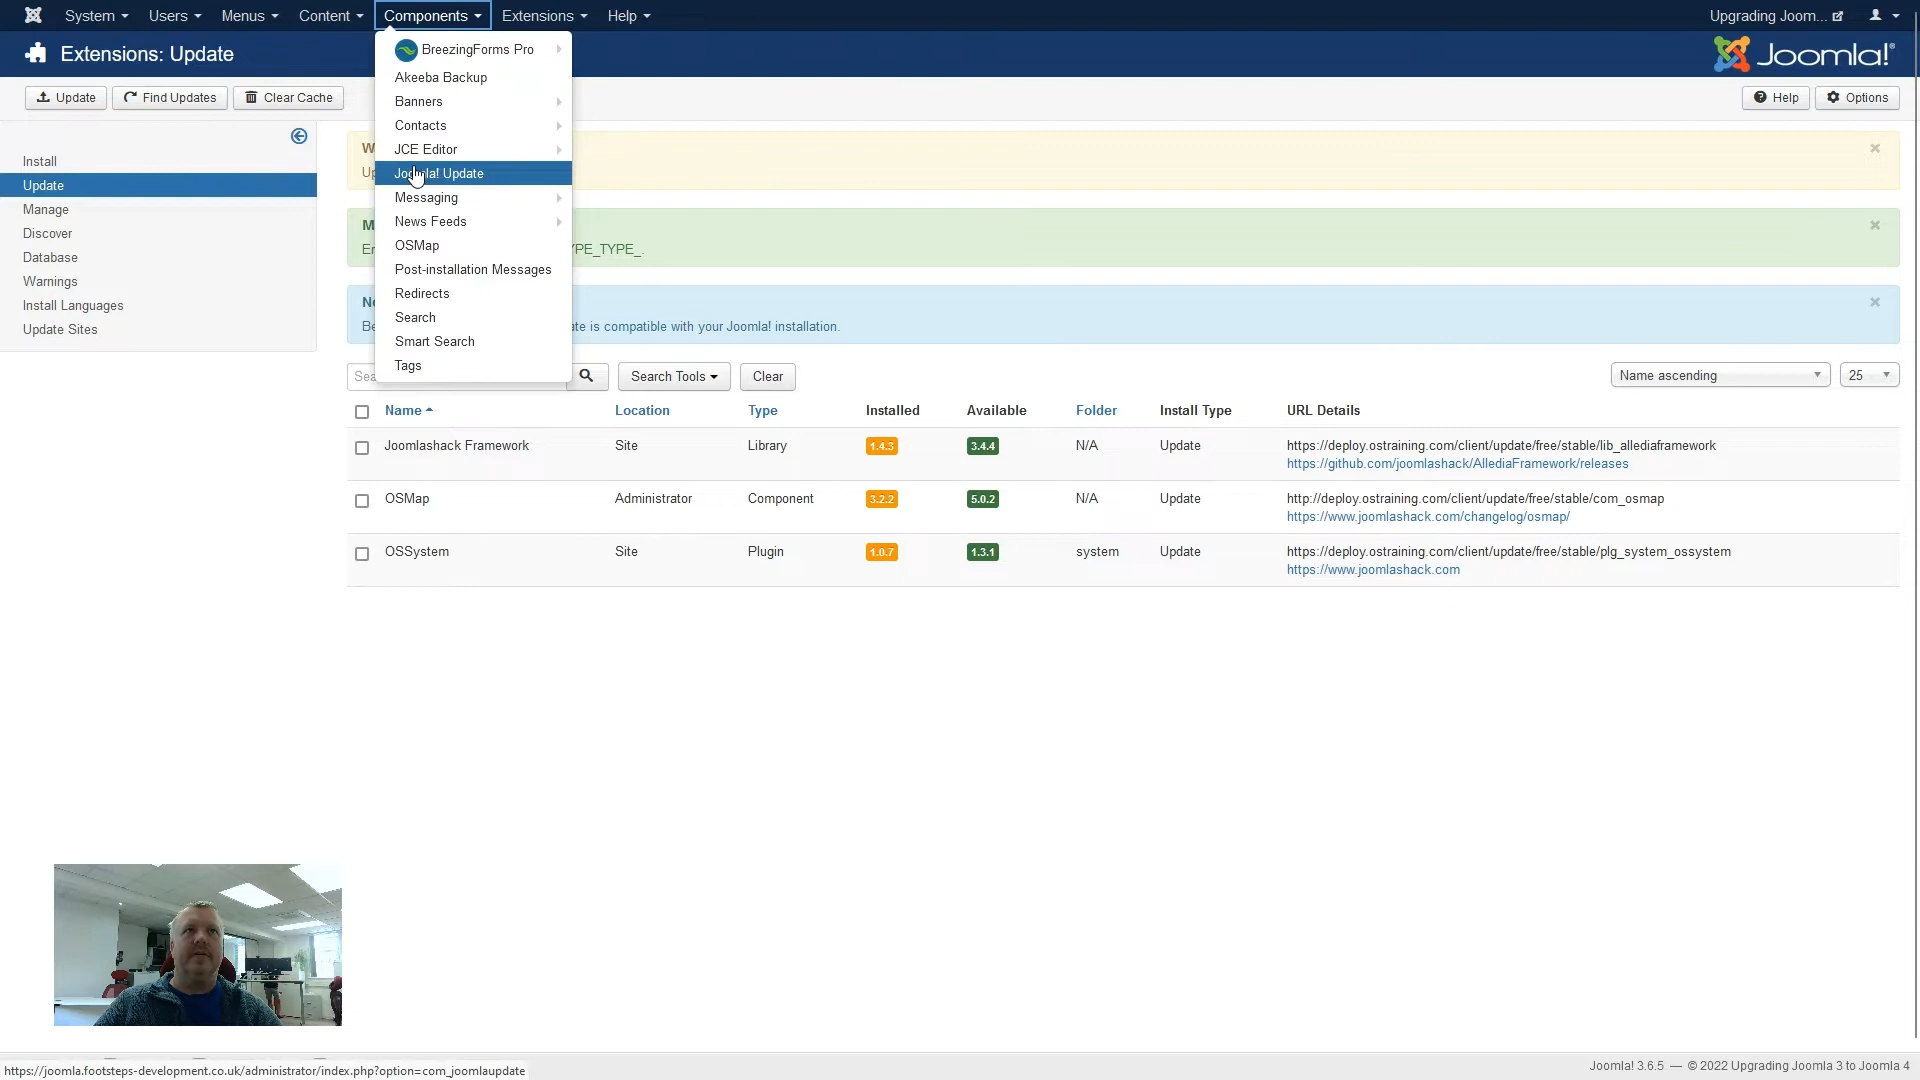 System Users Menus Content Components Extensions Help Upgrading Joom...
Extensions: Update
Joomla!®
Update Find Updates Clear Cache Help Options
Install
Update
Manage
Discover
Database
Warnings
Install Languages
Update Sites
BreezingForms Pro
Akeeba Backup
Banners
Contacts
JCE Editor
Joomla! Update
Messaging
News Feeds
OSMap
Post-installation Messages
Redirects
Search
Smart Search
Tags
PE_TYPE_.
te is compatible with your Joomla! installation.
Search Tools Clear Name ascending 25
Name Location Type Installed Available Folder Install Type URL Details
Joomlashack Framework Site Library 1.4.3 3.4.4 N/A Update https://deploy.ostraining.com/client/update/free/stable/lib_allediaframework
https://github.com/joomlashack/AllediaFramework/releases
OSMap Administrator Component 3.2.2 5.0.2 N/A Update http://deploy.ostraining.com/client/update/free/stable/com_osmap
https://www.joomlashack.com/changelog/osmap/
OSSystem Site Plugin 1.0.7 1.3.1 system Update https://deploy.ostraining.com/client/update/free/stable/plg_system_ossystem
https://www.joomlashack.com
https://joomla.footsteps-development.co.uk/administrator/index.php?option=com_joomlaupdate
Joomla! 3.6.5 — © 2022 Upgrading Joomla 3 to Joomla 4